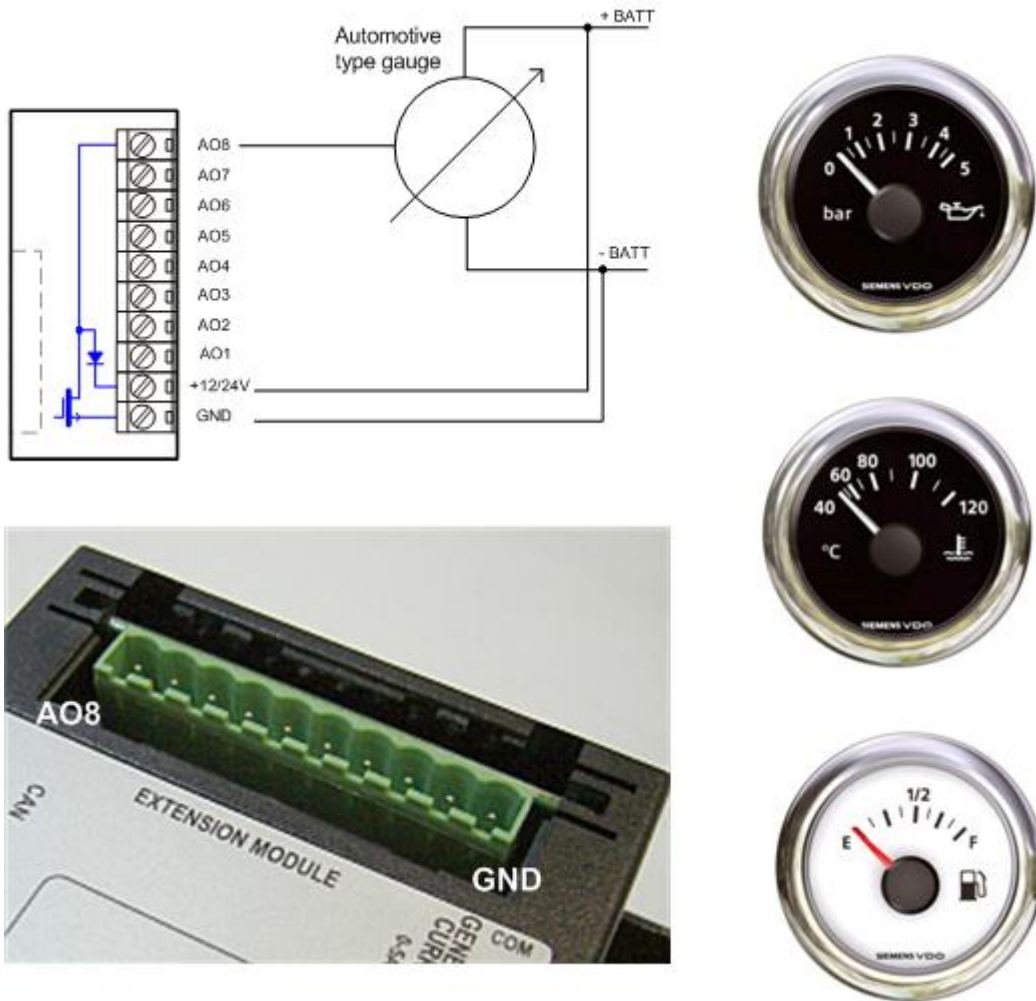 Automotive
type gauge
+ BATT
- BATT
AO8
AO7
AO6
AO5
AO4
AO3
AO2
AO1
+12/24V
GND
0 1 2 3 4 5
bar
SIEMENS VDO
40 60 80 100 120
°C
SIEMENS VDO
E 1/2 F
SIEMENS VDO
AO8
CAN
EXTENSION MODULE
GND
COM
0-5A